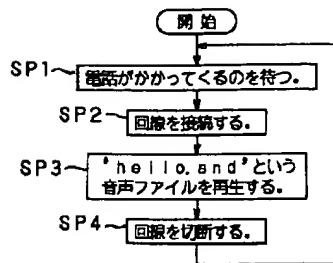 開始
SP1 電話がかかってくるのを待つ。
SP2 回線を接続する。
SP3 'hello.and'という
音声ファイルを再生する。
SP4 回線を切断する。